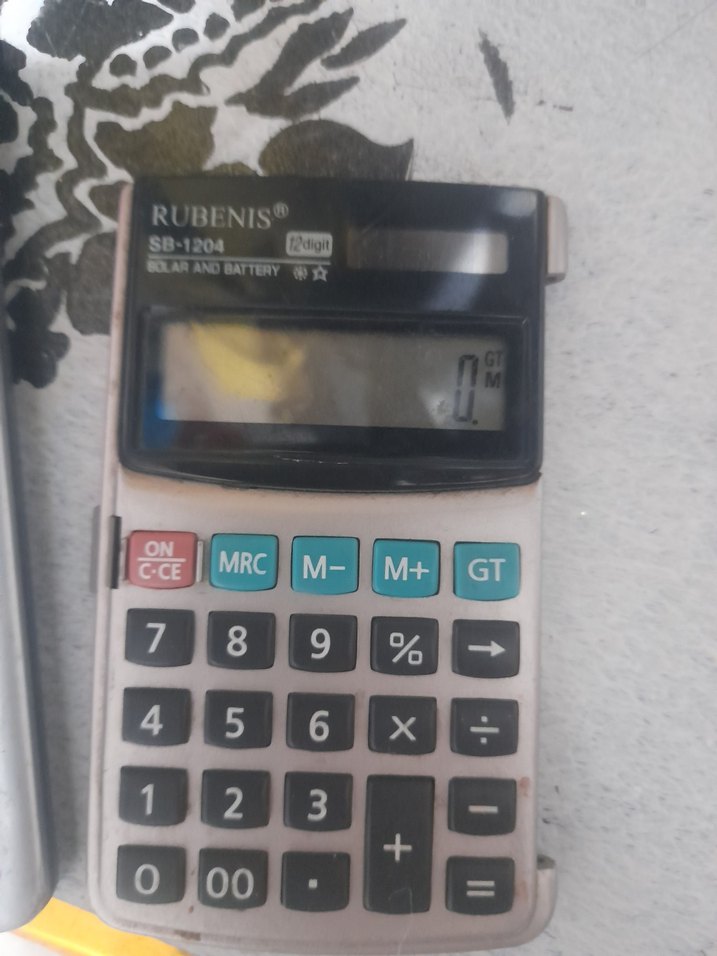 RUBENIS®
SB-1204 12digit
SOLAR AND BATTERY
GT
0. M
ON MRC M- M+ GT
C·CE
7 8 9 % →
4 5 6 × ÷
1 2 3 −
+
0 00 . =